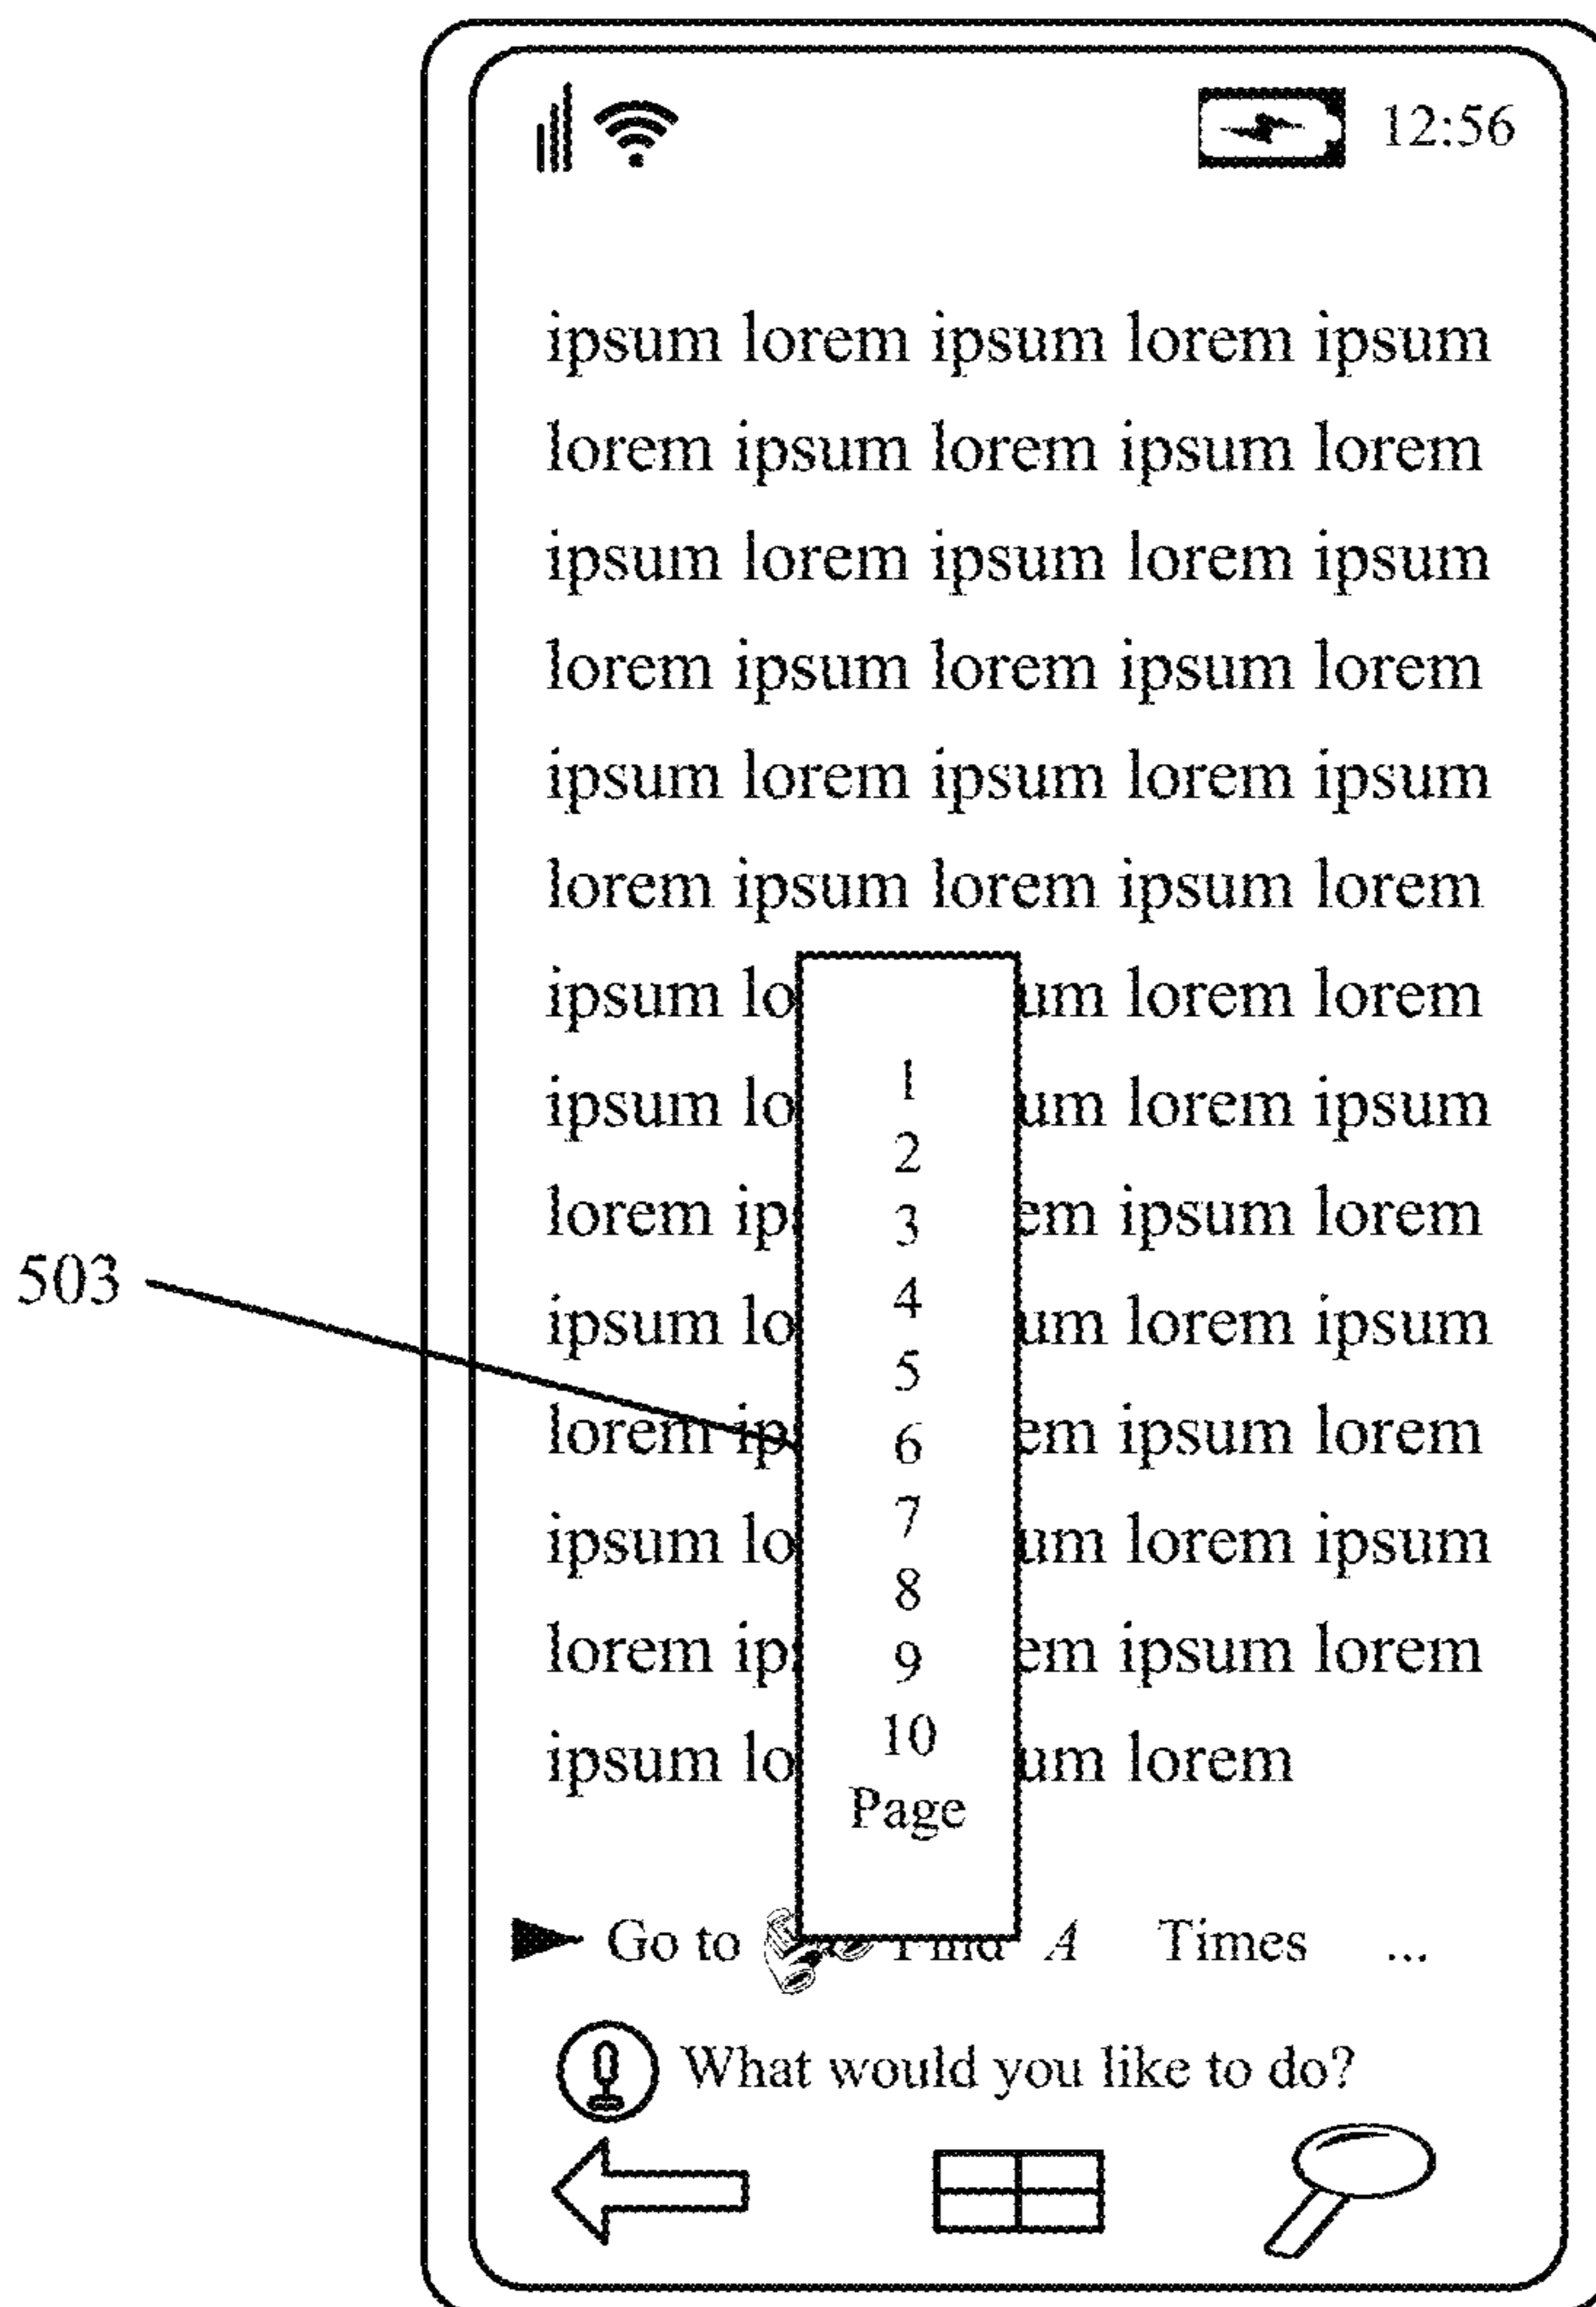 12:56
ipsum lorem ipsum lorem ipsum
lorem ipsum lorem ipsum lorem
ipsum lorem ipsum lorem ipsum
lorem ipsum lorem ipsum lorem
ipsum lorem ipsum lorem ipsum
lorem ipsum lorem ipsum lorem
ipsum lo um lorem lorem
ipsum lo um lorem ipsum
lorem ip em ipsum lorem
ipsum lo um lorem ipsum
lorem ip em ipsum lorem
ipsum lo um lorem ipsum
lorem ip em ipsum lorem
ipsum lo um lorem
1
2
3
4
5
6
7
8
9
10
Page
503
Go to Find A Times ...
What would you like to do?